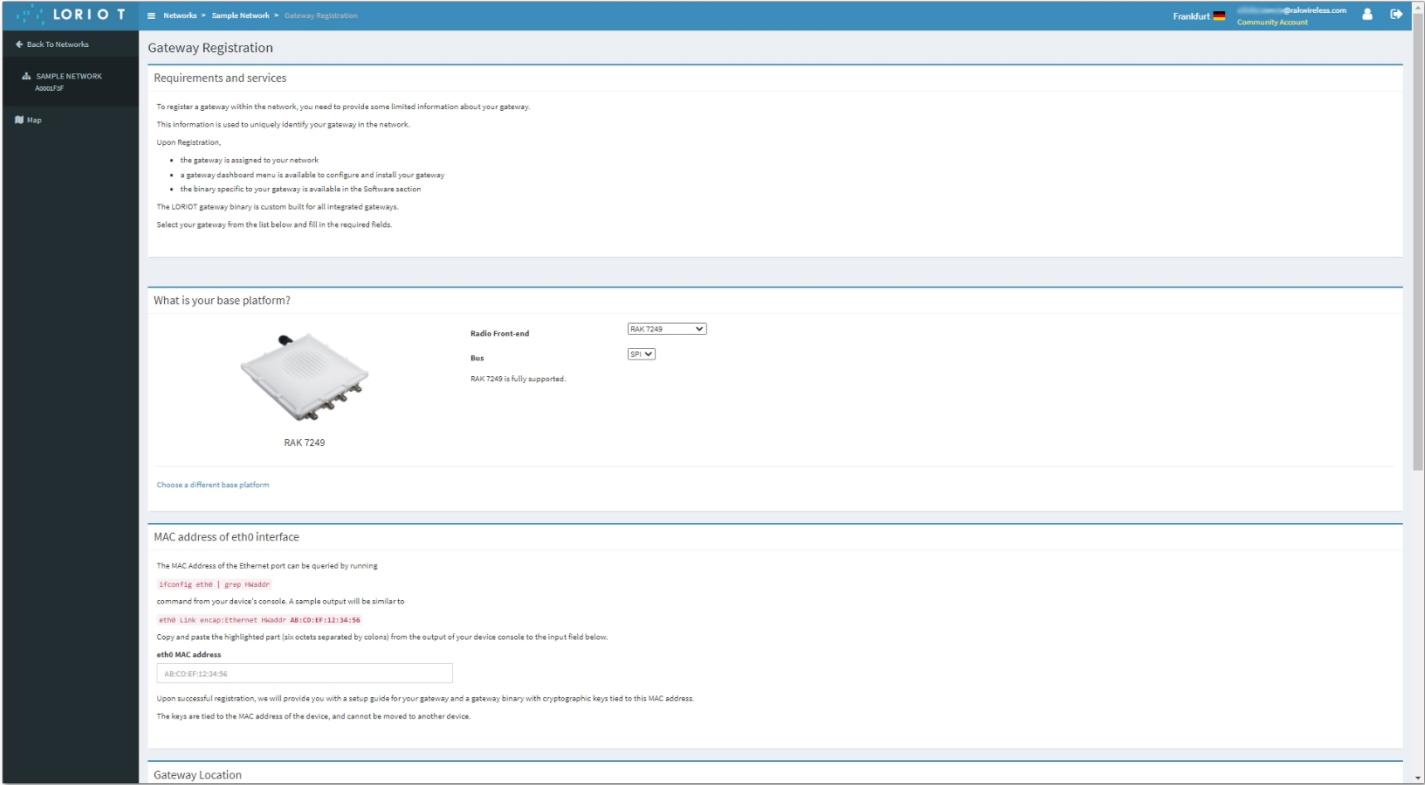 LORIOT
Networks > Sample Network > Gateway Registration
Frankfurt
@rakwireless.com
Community Account
Back To Networks
SAMPLE NETWORK
A0001F3F
Map
Gateway Registration
Requirements and services
To register a gateway within the network, you need to provide some limited information about your gateway.
This information is used to uniquely identify your gateway in the network.
Upon Registration,
• the gateway is assigned to your network
• a gateway dashboard menu is available to configure and install your gateway
• the binary specific to your gateway is available in the Software section
The LORIOT gateway binary is custom built for all integrated gateways.
Select your gateway from the list below and fill in the required fields.
What is your base platform?
Radio Front-end
RAK 7249
Bus
SPI
RAK 7249 is fully supported.
RAK 7249
Choose a different base platform
MAC address of eth0 interface
The MAC Address of the Ethernet port can be queried by running
ifconfig eth0 | grep HWaddr
command from your device's console. A sample output will be similar to
eth0 Link encap:Ethernet HWaddr AB:CD:EF:12:34:56
Copy and paste the highlighted part (six octets separated by colons) from the output of your device console to the input field below.
eth0 MAC address
AB:CD:EF:12:34:56
Upon successful registration, we will provide you with a setup guide for your gateway and a gateway binary with cryptographic keys tied to this MAC address.
The keys are tied to the MAC address of the device, and cannot be moved to another device.
Gateway Location